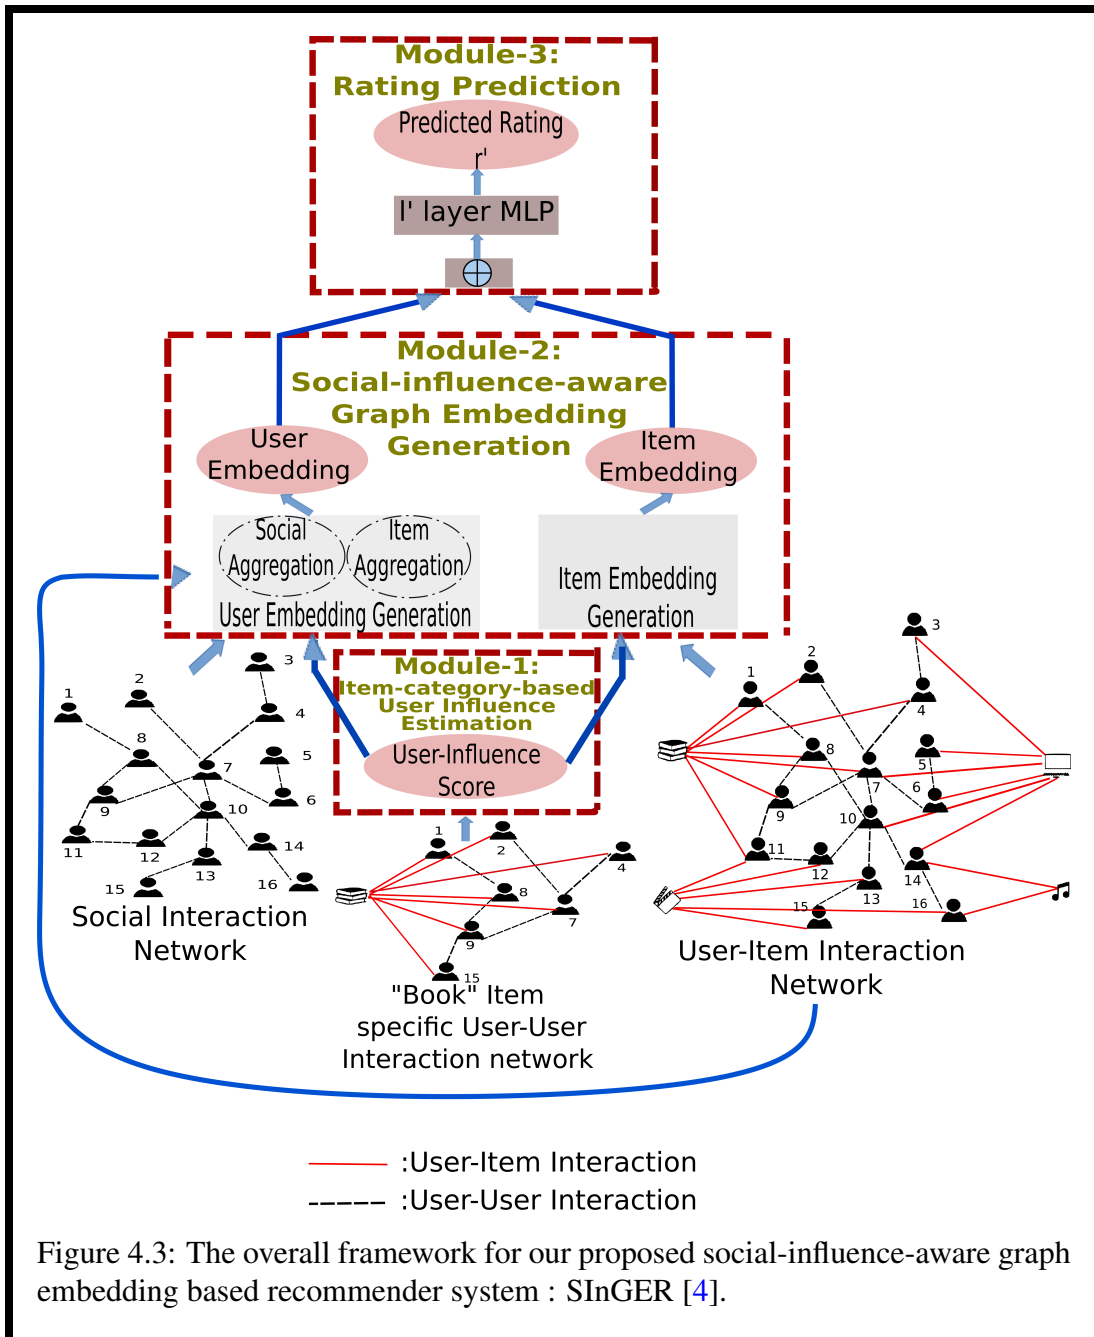 Module-3:
Rating Prediction
Predicted Rating
r'
l' layer MLP
Module-2:
Social-influence-aware
Graph Embedding
Generation
User
Embedding
Item
Embedding
Social
Aggregation
Item
Aggregation
User Embedding Generation
Item Embedding
Generation
Module-1:
Item-category-based
User Influence
Estimation
User-Influence
Score
1
2
3
4
5
6
7
8
9
10
11
12
13
14
15
16
Social Interaction
Network
1
2
4
8
7
9
15
"Book" Item
specific User-User
Interaction network
1
2
3
4
5
6
7
8
9
10
11
12
13
14
15
16
User-Item Interaction
Network
:User-Item Interaction
:User-User Interaction
Figure 4.3: The overall framework for our proposed social-influence-aware graph
embedding based recommender system : SInGER [4].